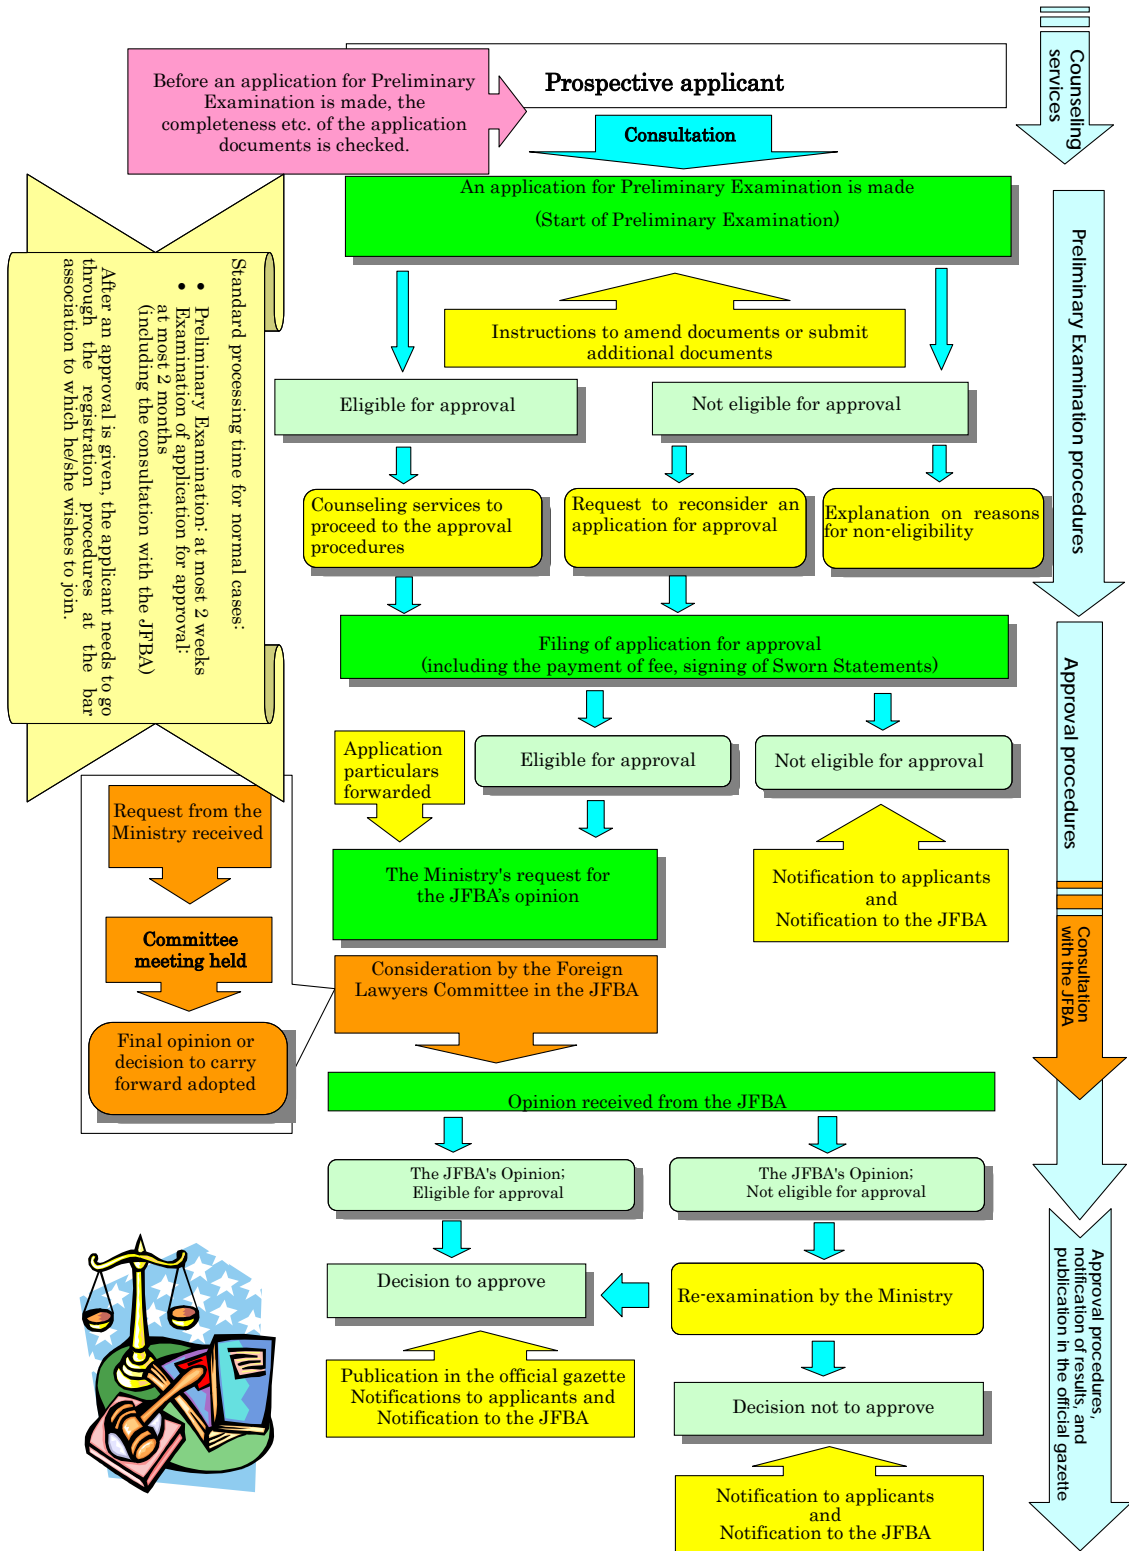 Prospective applicant
Before an application for Preliminary
Examination is made, the
completeness etc. of the application
documents is checked.
Consultation
Counseling
services
An application for Preliminary Examination is made
(Start of Preliminary Examination)
Instructions to amend documents or submit
additional documents
Eligible for approval
Not eligible for approval
Counseling services to
proceed to the approval
procedures
Request to reconsider an
application for approval
Explanation on reasons
for non-eligibility
Preliminary Examination procedures
Standard processing time for normal cases:
• Preliminary Examination: at most 2 weeks
• Examination of application for approval:
at most 2 months
(including the consultation with the JFBA)
After an approval is given, the applicant needs to go
through the registration procedures at the bar
association to which he/she wishes to join.
Filing of application for approval
(including the payment of fee, signing of Sworn Statements)
Application
particulars
forwarded
Eligible for approval
Not eligible for approval
Approval procedures
The Ministry's request for
the JFBA's opinion
Notification to applicants
and
Notification to the JFBA
Request from the
Ministry received
Committee
meeting held
Final opinion or
decision to carry
forward adopted
Consideration by the Foreign
Lawyers Committee in the JFBA
Consultation
with the JFBA
Opinion received from the JFBA
The JFBA's Opinion;
Eligible for approval
The JFBA's Opinion;
Not eligible for approval
Decision to approve
Re-examination by the Ministry
Publication in the official gazette
Notifications to applicants and
Notification to the JFBA
Decision not to approve
Notification to applicants
and
Notification to the JFBA
Approval procedures,
notification of results, and
publication in the official gazette